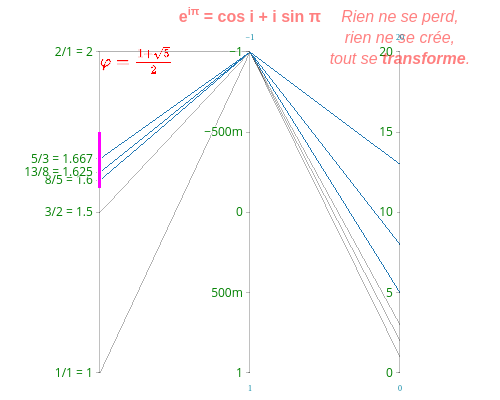 e^iπ = cos i + i sin π
Rien ne se perd,
rien ne se crée,
tout se transforme.
φ = (1+√5)/2
2/1 = 2
5/3 = 1.667
13/8 = 1.625
8/5 = 1.6
3/2 = 1.5
1/1 = 1
−1
−1
−500m
0
500m
1
1
20
15
10
5
0
0